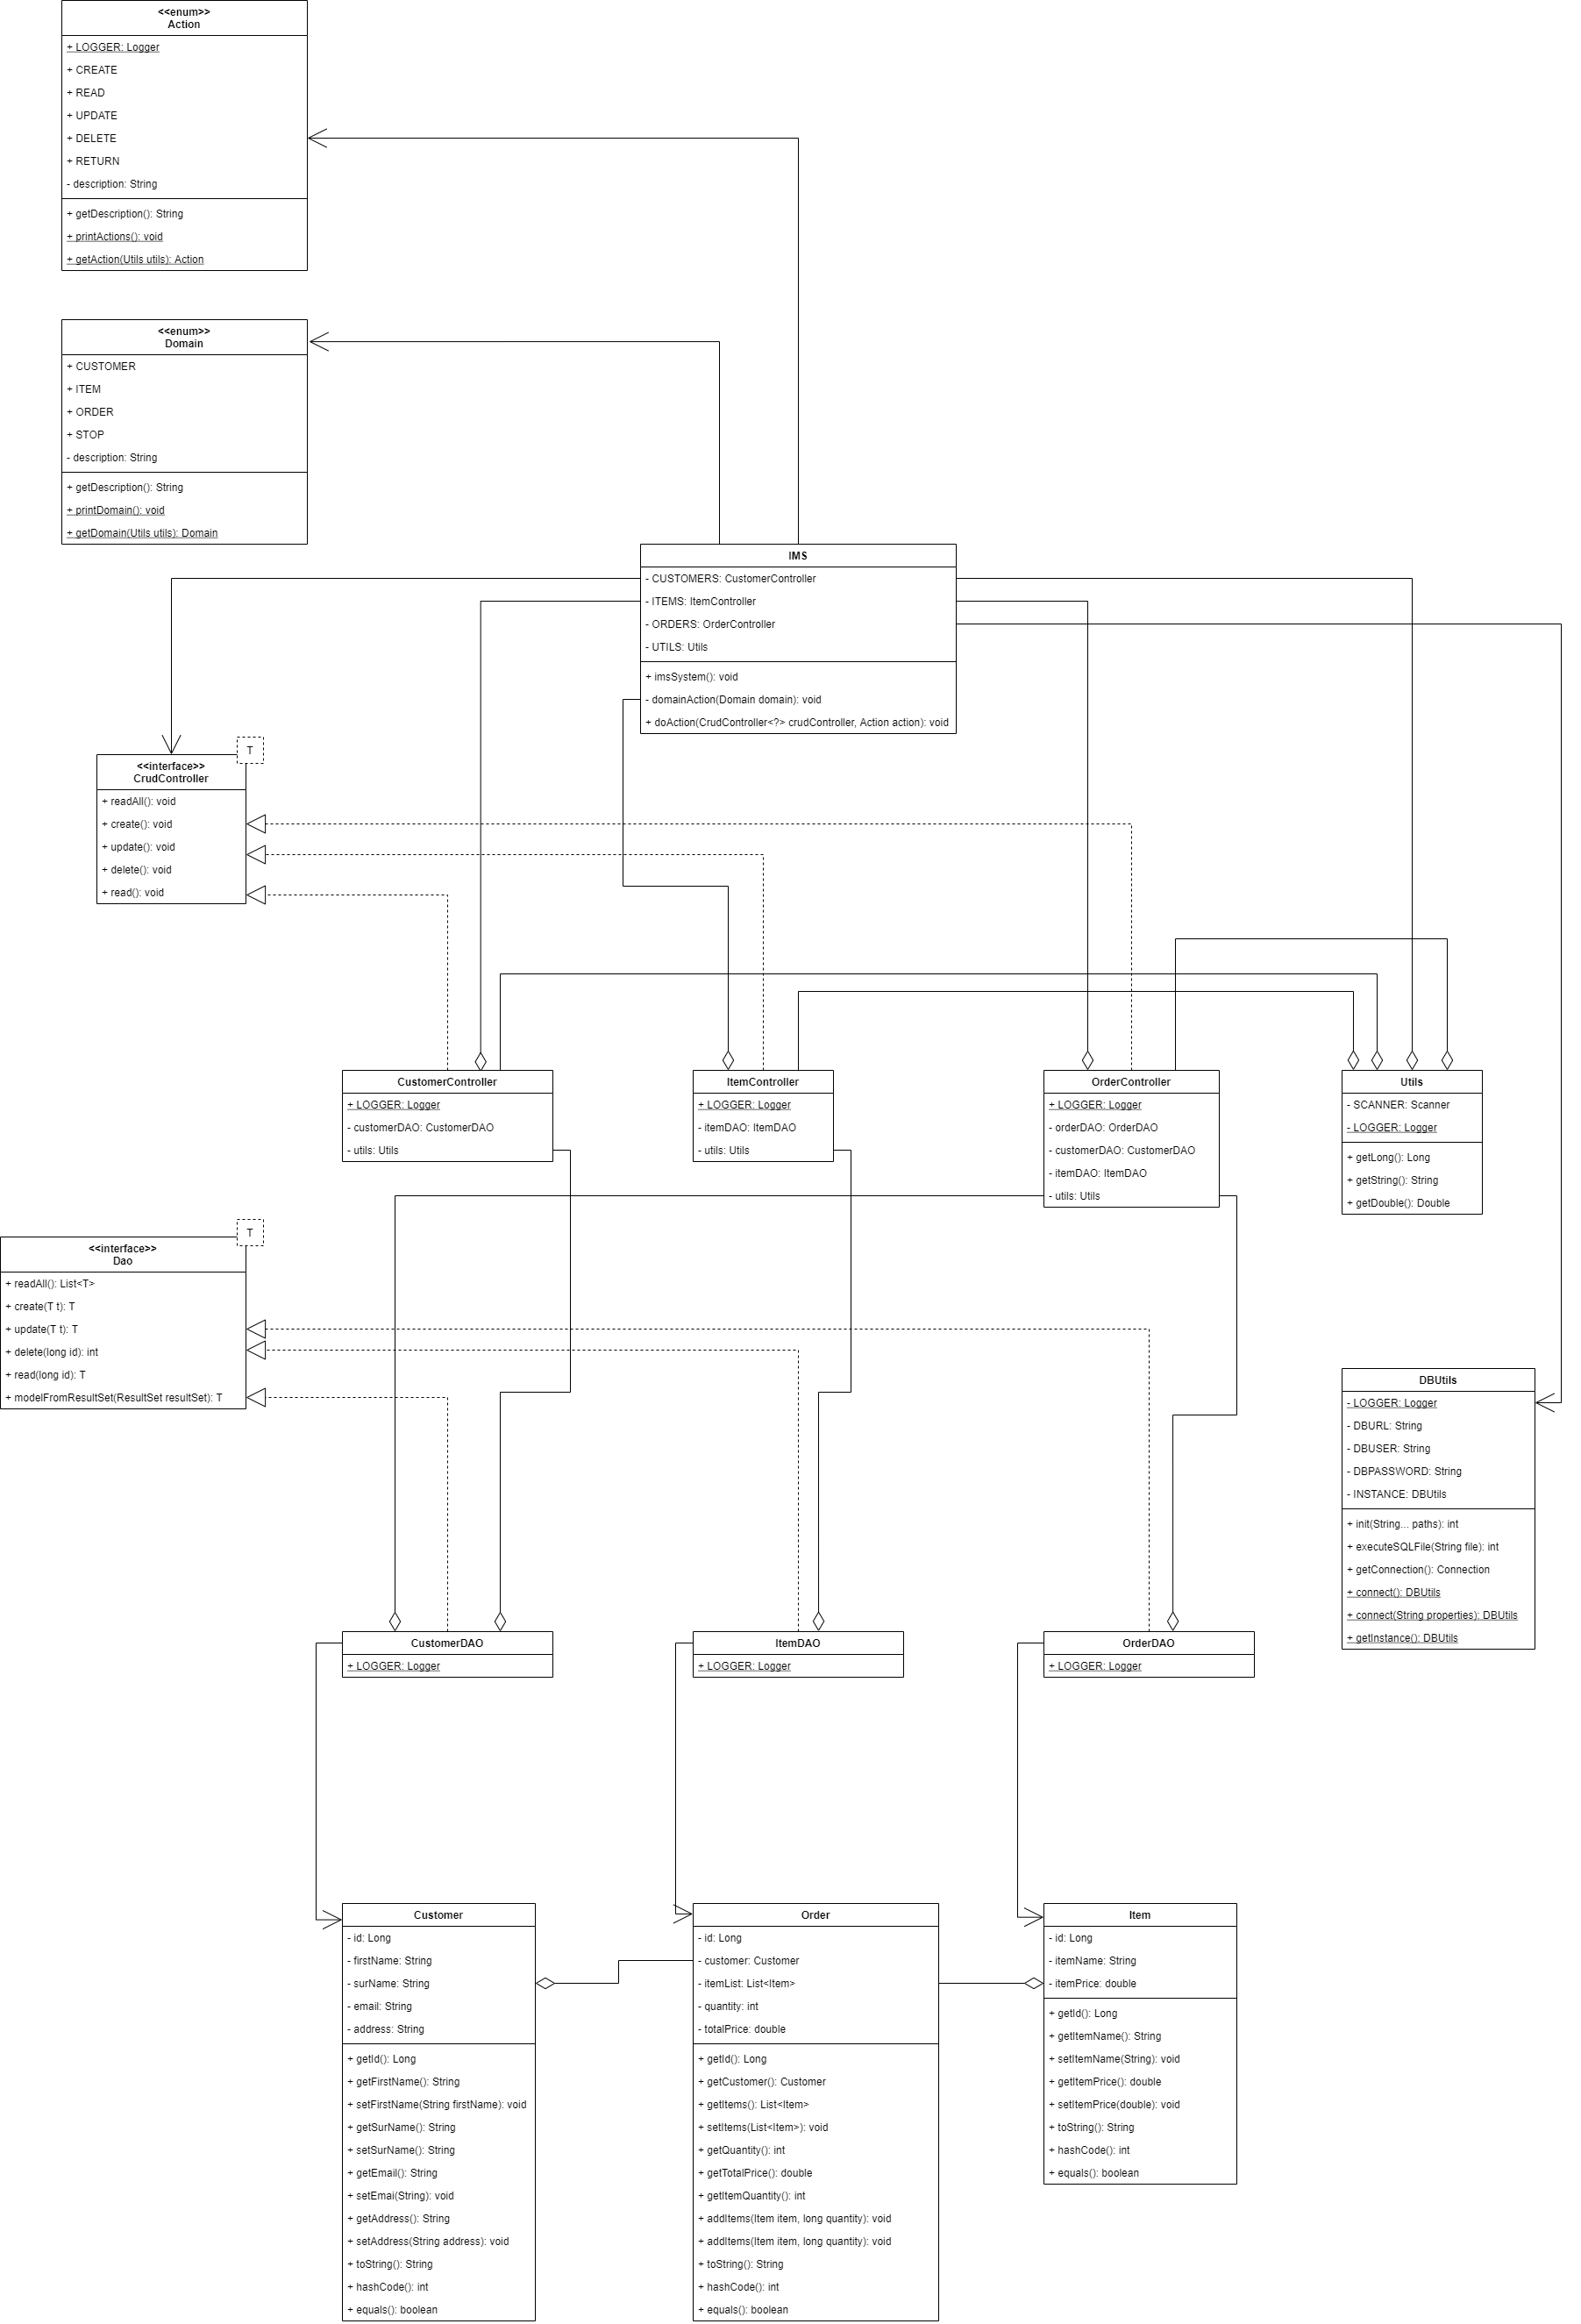 <<enum>>
Action
+ LOGGER: Logger
+ CREATE
+ READ
+ UPDATE
+ DELETE
+ RETURN
- description: String
+ getDescription(): String
+ printActions(): void
+ getAction(Utils utils): Action
<<enum>>
Domain
+ CUSTOMER
+ ITEM
+ ORDER
+ STOP
- description: String
+ getDescription(): String
+ printDomain(): void
+ getDomain(Utils utils): Domain
IMS
- CUSTOMERS: CustomerController
- ITEMS: ItemController
- ORDERS: OrderController
- UTILS: Utils
+ imsSystem(): void
- domainAction(Domain domain): void
+ doAction(CrudController<?> crudController, Action action): void
T
<<interface>>
CrudController
+ readAll(): void
+ create(): void
+ update(): void
+ delete(): void
+ read(): void
CustomerController
+ LOGGER: Logger
- customerDAO: CustomerDAO
- utils: Utils
ItemController
+ LOGGER: Logger
- itemDAO: ItemDAO
- utils: Utils
OrderController
+ LOGGER: Logger
- orderDAO: OrderDAO
- customerDAO: CustomerDAO
- itemDAO: ItemDAO
- utils: Utils
Utils
- SCANNER: Scanner
- LOGGER: Logger
+ getLong(): Long
+ getString(): String
+ getDouble(): Double
T
<<interface>>
Dao
+ readAll(): List<T>
+ create(T t): T
+ update(T t): T
+ delete(long id): int
+ read(long id): T
+ modelFromResultSet(ResultSet resultSet): T
DBUtils
- LOGGER: Logger
- DBURL: String
- DBUSER: String
- DBPASSWORD: String
- INSTANCE: DBUtils
+ init(String... paths): int
+ executeSQLFile(String file): int
+ getConnection(): Connection
+ connect(): DBUtils
+ connect(String properties): DBUtils
+ getInstance(): DBUtils
CustomerDAO
+ LOGGER: Logger
ItemDAO
+ LOGGER: Logger
OrderDAO
+ LOGGER: Logger
Customer
- id: Long
- firstName: String
- surName: String
- email: String
- address: String
+ getId(): Long
+ getFirstName(): String
+ setFirstName(String firstName): void
+ getSurName(): String
+ setSurName(): String
+ getEmail(): String
+ setEmai(String): void
+ getAddress(): String
+ setAddress(String address): void
+ toString(): String
+ hashCode(): int
+ equals(): boolean
Order
- id: Long
- customer: Customer
- itemList: List<Item>
- quantity: int
- totalPrice: double
+ getId(): Long
+ getCustomer(): Customer
+ getItems(): List<Item>
+ setItems(List<Item>): void
+ getQuantity(): int
+ getTotalPrice(): double
+ getItemQuantity(): int
+ addItems(Item item, long quantity): void
+ addItems(Item item, long quantity): void
+ toString(): String
+ hashCode(): int
+ equals(): boolean
Item
- id: Long
- itemName: String
- itemPrice: double
+ getId(): Long
+ getItemName(): String
+ setItemName(String): void
+ getItemPrice(): double
+ setItemPrice(double): void
+ toString(): String
+ hashCode(): int
+ equals(): boolean